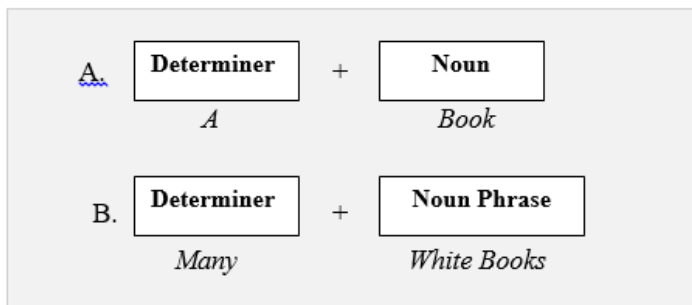 A. Determiner + Noun
A Book
B. Determiner + Noun Phrase
Many White Books